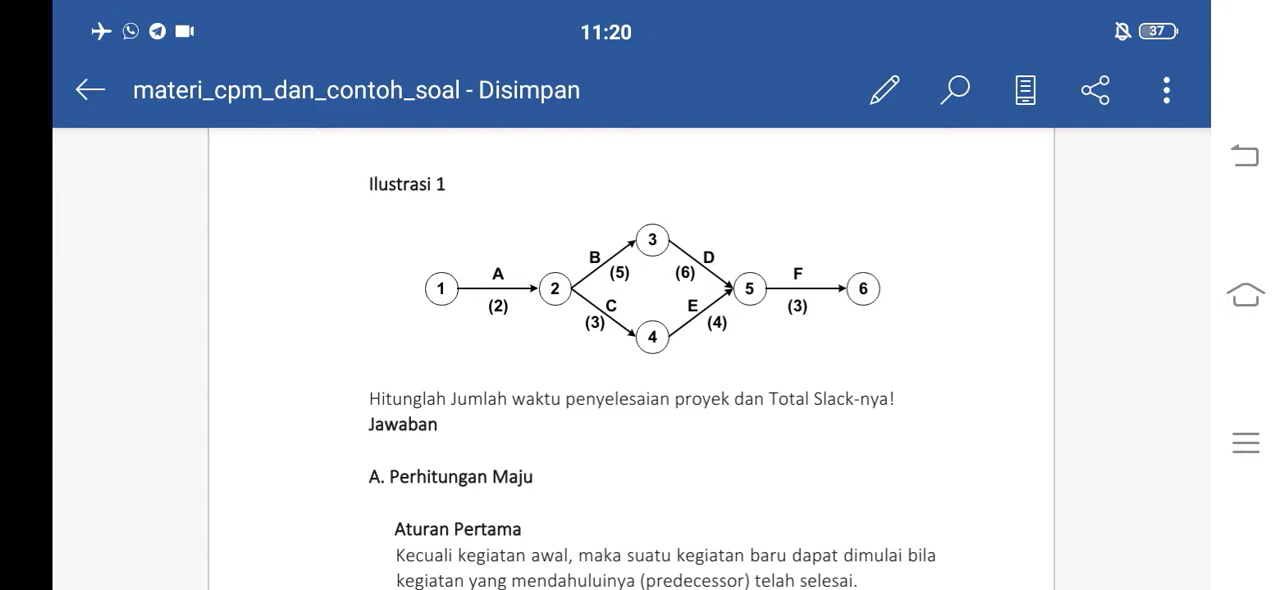 11:20
37
materi_cpm_dan_contoh_soal - Disimpan
Ilustrasi 1
3
B
D
(5)
(6)
A
F
1
2
5
6
(2)
C
E
(3)
(3)
(4)
4
Hitunglah Jumlah waktu penyelesaian proyek dan Total Slack-nya!
Jawaban
A. Perhitungan Maju
Aturan Pertama
Kecuali kegiatan awal, maka suatu kegiatan baru dapat dimulai bila
kegiatan yang mendahuluinya (predecessor) telah selesai.